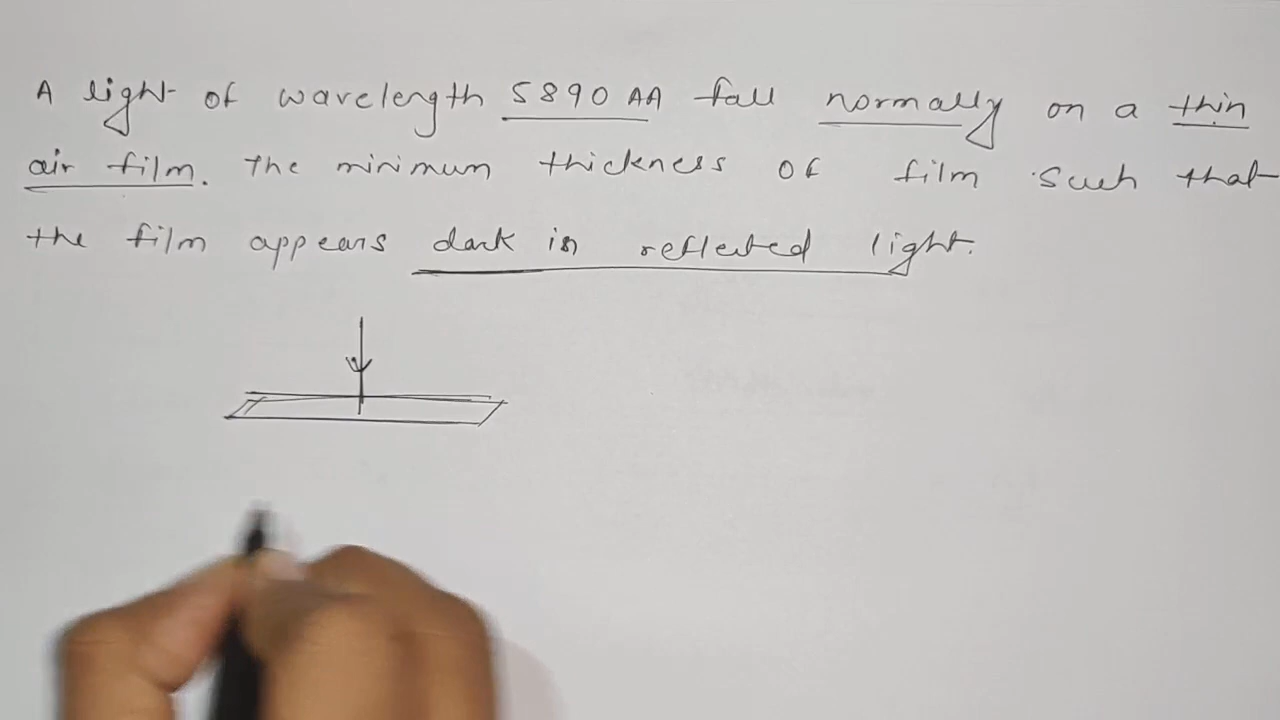 A light of wavelength 5890 AA fall normally on a thin
air film. The minimum thickness of film such that
the film appears dark in reflected light.